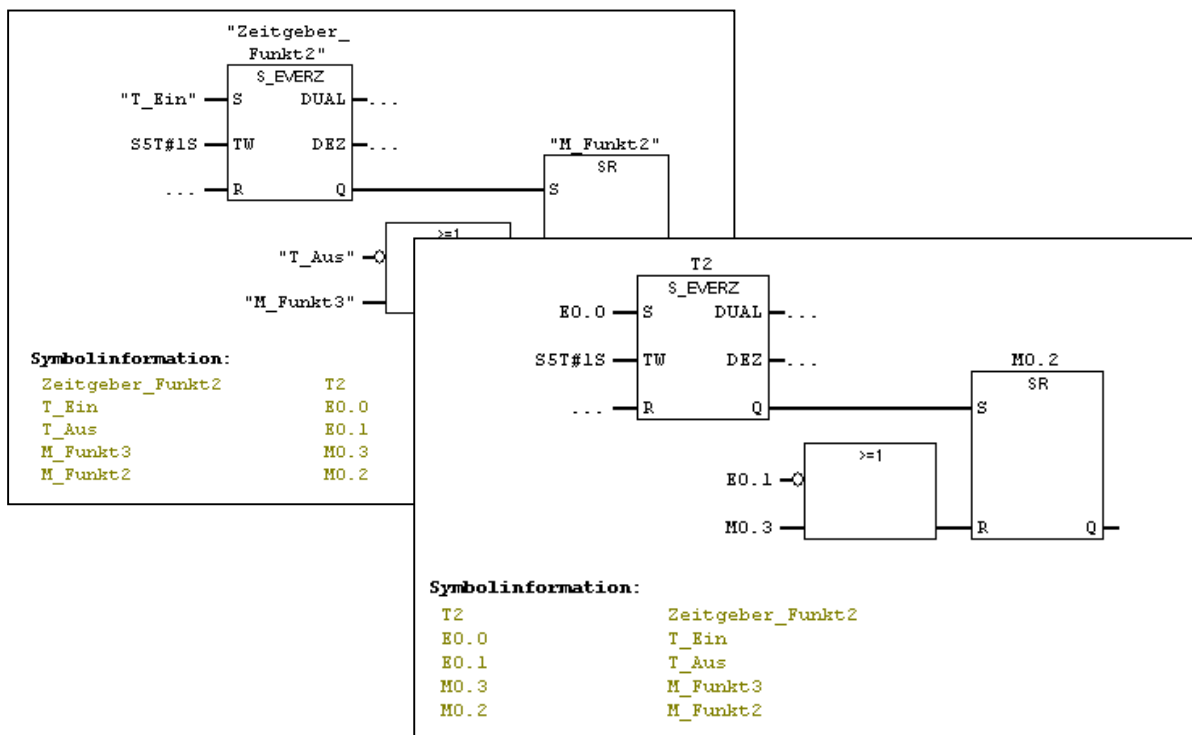 "Zeitgeber_
Funkt2"
S_EVERZ
"T_Ein" S DUAL ...
S5T#1S TW DEZ ...
... R Q
"M_Funkt2"
SR
S
>=1
"T_Aus"
"M_Funkt3"
Symbolinformation:
Zeitgeber_Funkt2 T2
T_Ein E0.0
T_Aus E0.1
M_Funkt3 M0.3
M_Funkt2 M0.2
T2
S_EVERZ
E0.0 S DUAL ...
S5T#1S TW DEZ ...
... R Q
M0.2
SR
S
>=1
E0.1
M0.3 R Q
Symbolinformation:
T2 Zeitgeber_Funkt2
E0.0 T_Ein
E0.1 T_Aus
M0.3 M_Funkt3
M0.2 M_Funkt2